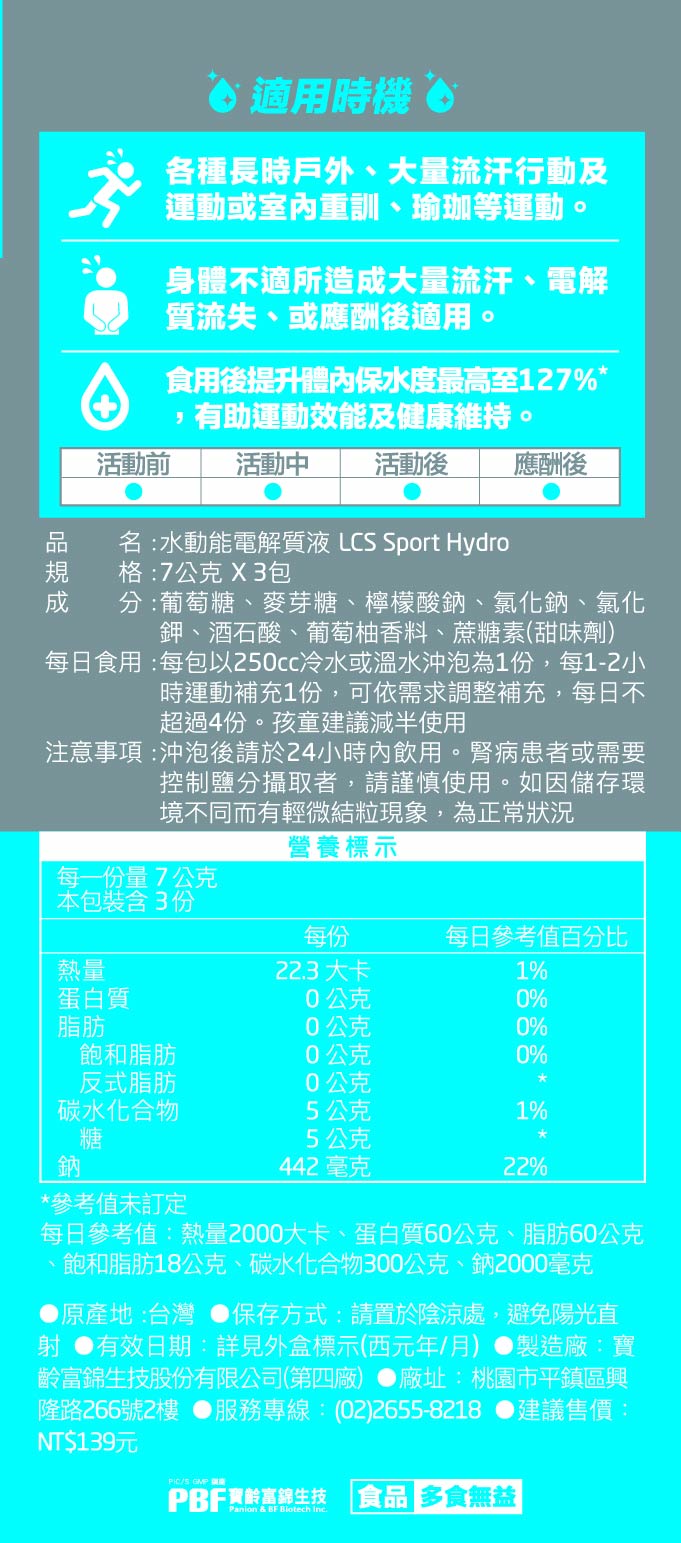 適用時機
各種長時戶外、大量流汗行動及
運動或室內重訓、瑜珈等運動。
身體不適所造成大量流汗、電解
質流失、或應酬後適用。
食用後提升體內保水度最高至127%*
，有助運動效能及健康維持。
活動前 活動中 活動後 應酬後
● ● ● ●
品 名:水動能電解質液 LCS Sport Hydro
規 格:7公克 X 3包
成 分:葡萄糖、麥芽糖、檸檬酸鈉、氯化鈉、氯化
鉀、酒石酸、葡萄柚香料、蔗糖素(甜味劑)
每日食用:每包以250cc冷水或溫水沖泡為1份，每1-2小
時運動補充1份，可依需求調整補充，每日不
超過4份。孩童建議減半使用
注意事項:沖泡後請於24小時內飲用。腎病患者或需要
控制鹽分攝取者，請謹慎使用。如因儲存環
境不同而有輕微結粒現象，為正常狀況
營養標示
每一份量 7公克
本包裝含 3份
每份 每日參考值百分比
熱量 22.3 大卡 1%
蛋白質 0 公克 0%
脂肪 0 公克 0%
飽和脂肪 0 公克 0%
反式脂肪 0 公克 *
碳水化合物 5 公克 1%
糖 5 公克 *
鈉 442 毫克 22%
*參考值未訂定
每日參考值：熱量2000大卡、蛋白質60公克、脂肪60公克
、飽和脂肪18公克、碳水化合物300公克、鈉2000毫克
●原產地:台灣 ●保存方式：請置於陰涼處，避免陽光直
射 ●有效日期：詳見外盒標示(西元年/月) ●製造廠：寶
齡富錦生技股份有限公司(第四廠) ●廠址：桃園市平鎮區興
隆路266號2樓 ●服務專線：(02)2655-8218 ●建議售價：
NT$139元
PIC/S GMP 藥廠
PBF 寶齡富錦生技
Panion & BF Biotech Inc.
食品 多食無益